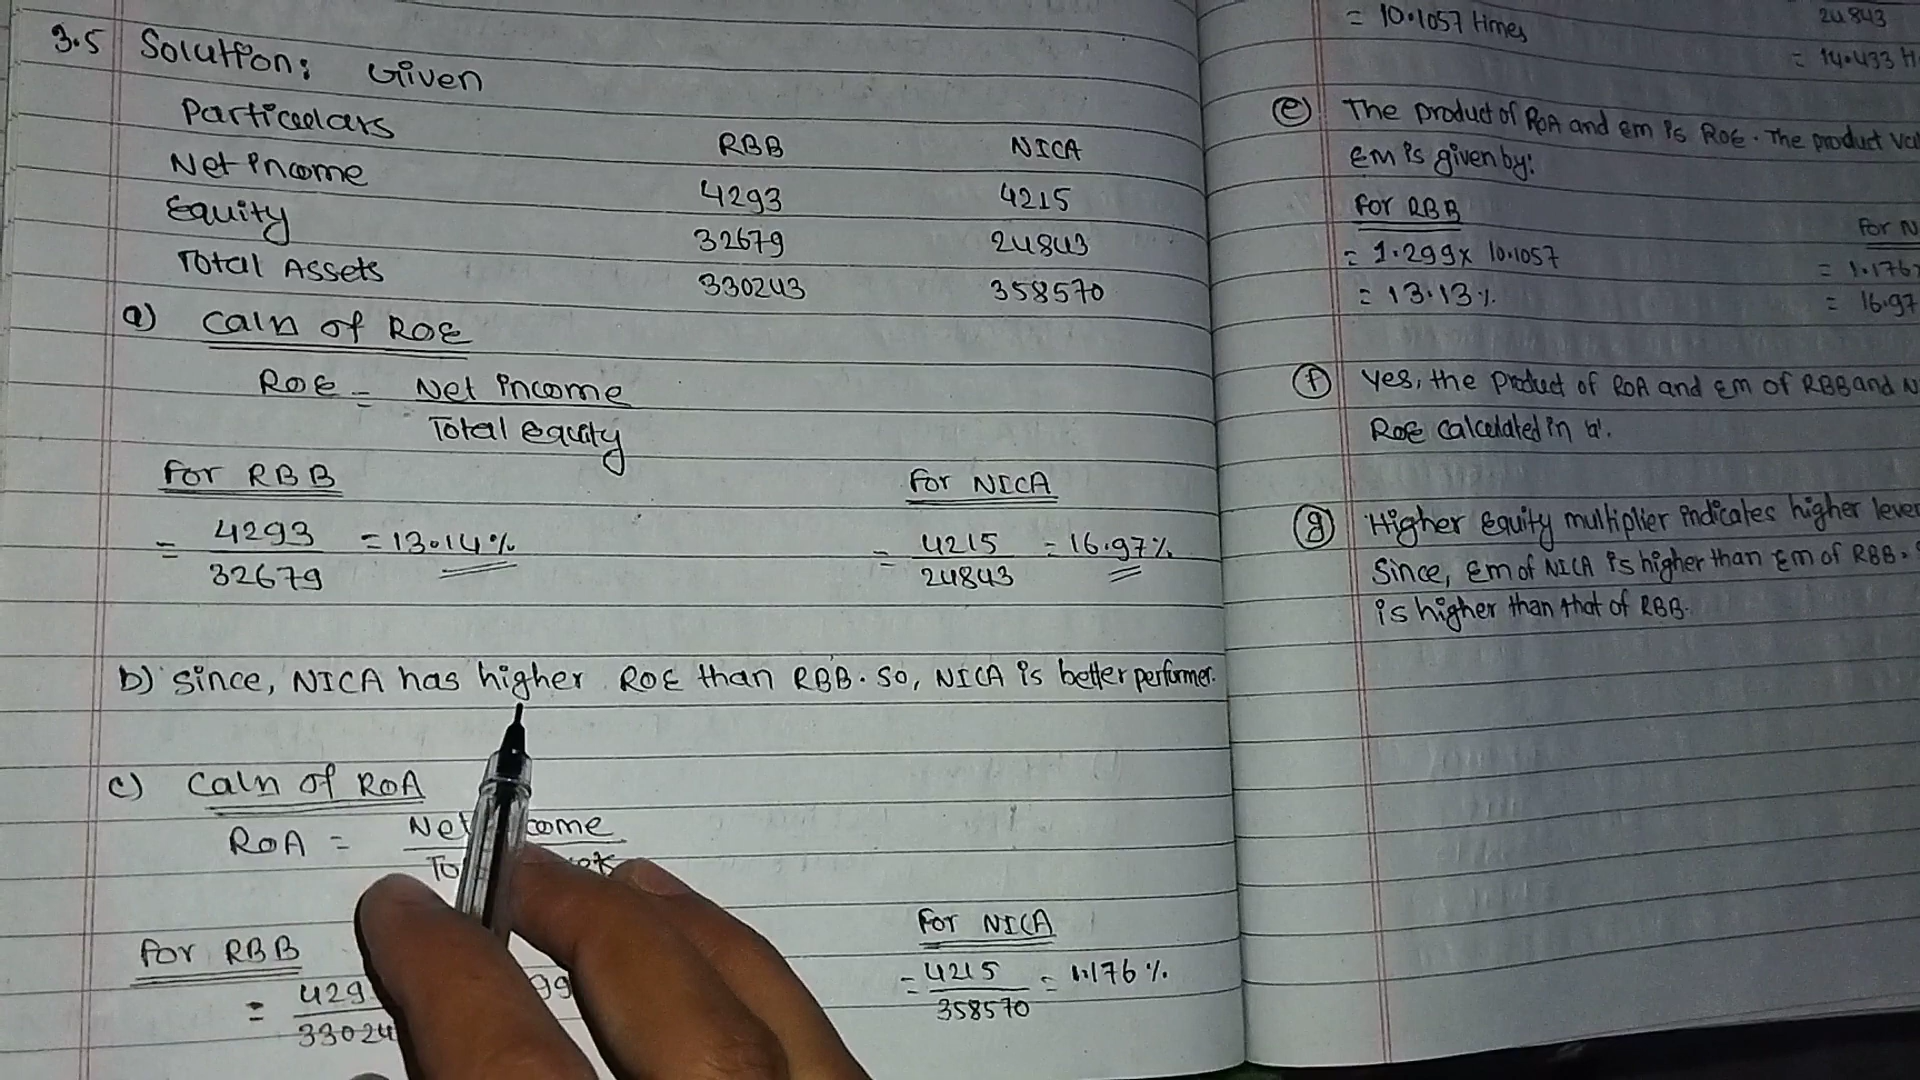 3.5 Solution: Given
Particulars RBB NICA
Net income 4293 4215
Equity 32679 24843
Total Assets 330243 358570
a) Caln of ROE
ROE = Net income
Total equity
For RBB For NICA
= 4293 = 13.14% = 4215 = 16.97%
32679 24843
b) Since, NICA has higher ROE than RBB. So, NICA is better performer.
c) Caln of ROA
ROA =
For RBB For NICA
= 4215 = 1.176%
358570
= 10.1057 times 24843
= 14.433
e) The product of ROA and EM is ROE. The product
EM is given by:
For RBB For
= 1.299 x 10.1057 = 1.176
= 13.13% = 16.97
f) Yes, the product of ROA and EM of RBB and
ROE calculated in 'a'.
g) Higher Equity multiplier indicates higher
Since, EM of NICA is higher than EM of RBB.
is higher than that of RBB.